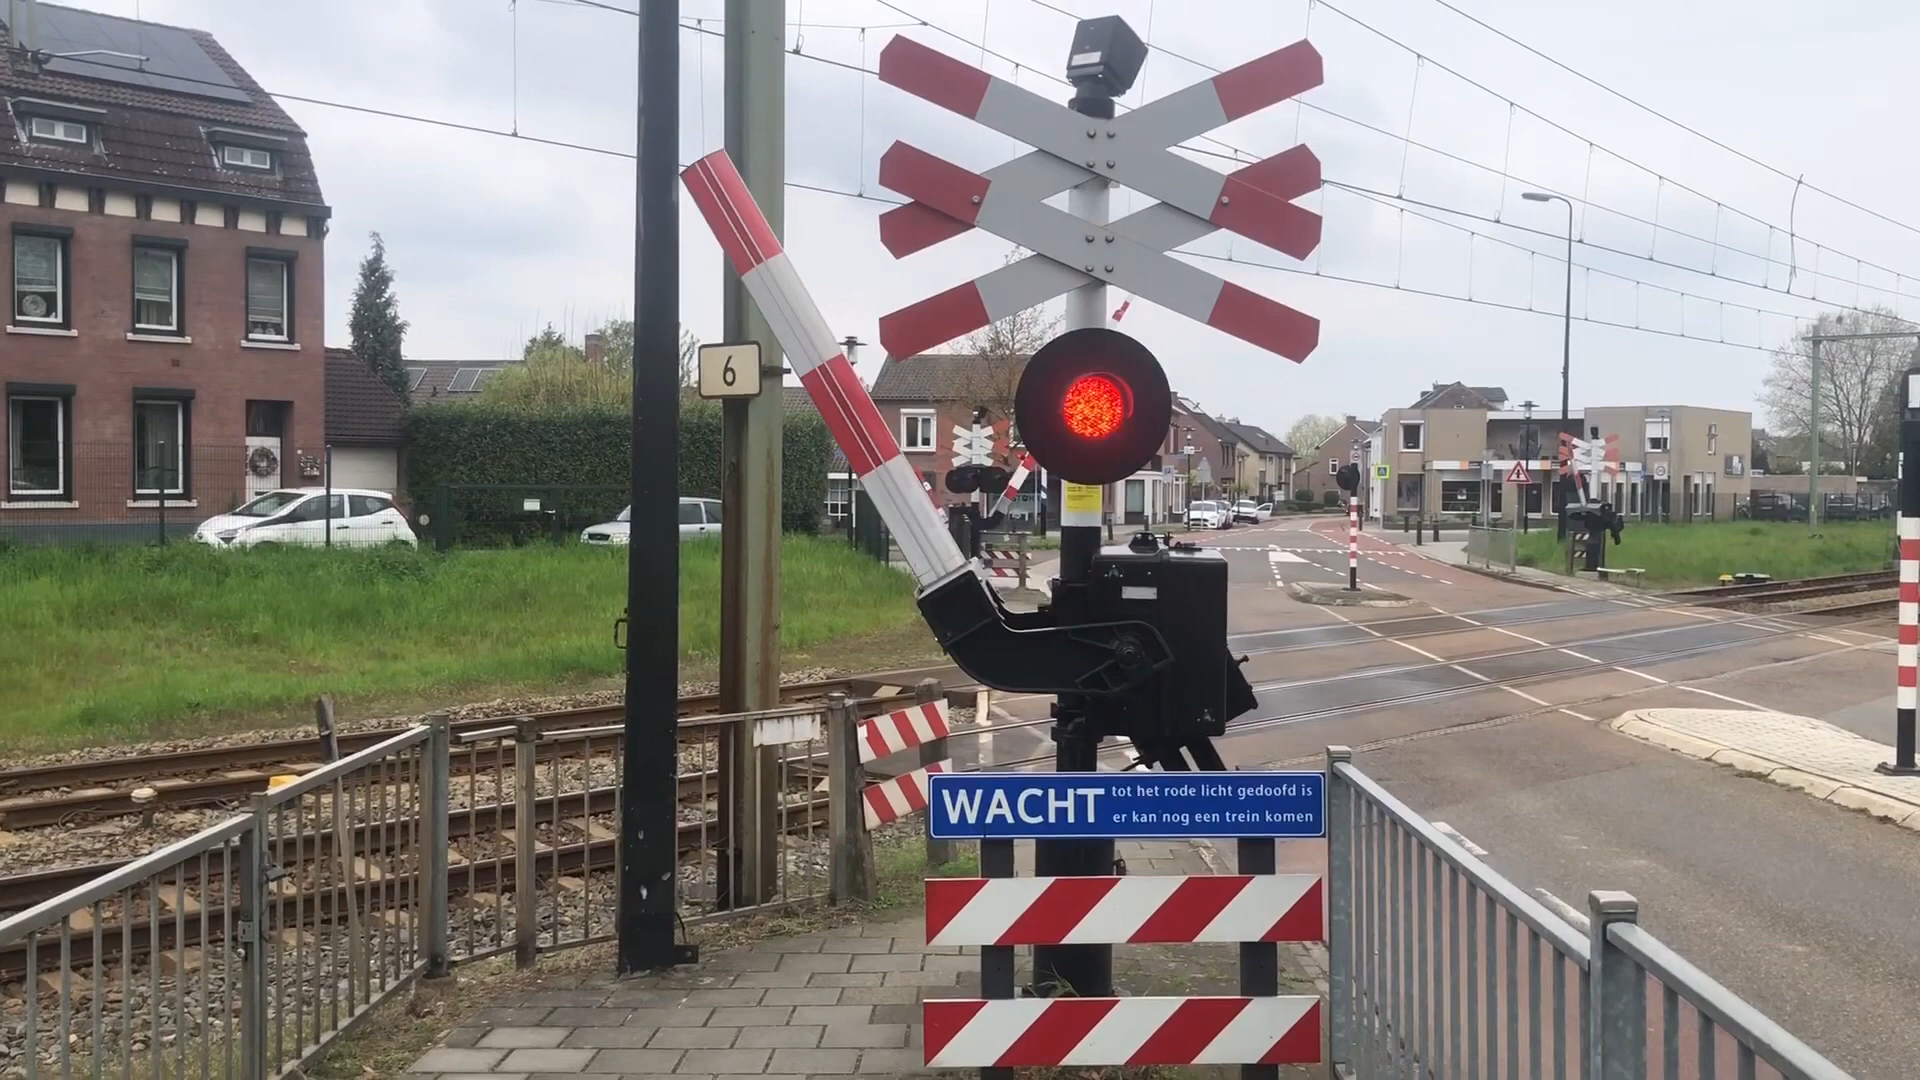 6
WACHT
tot het rode licht gedoofd is
er kan nog een trein komen